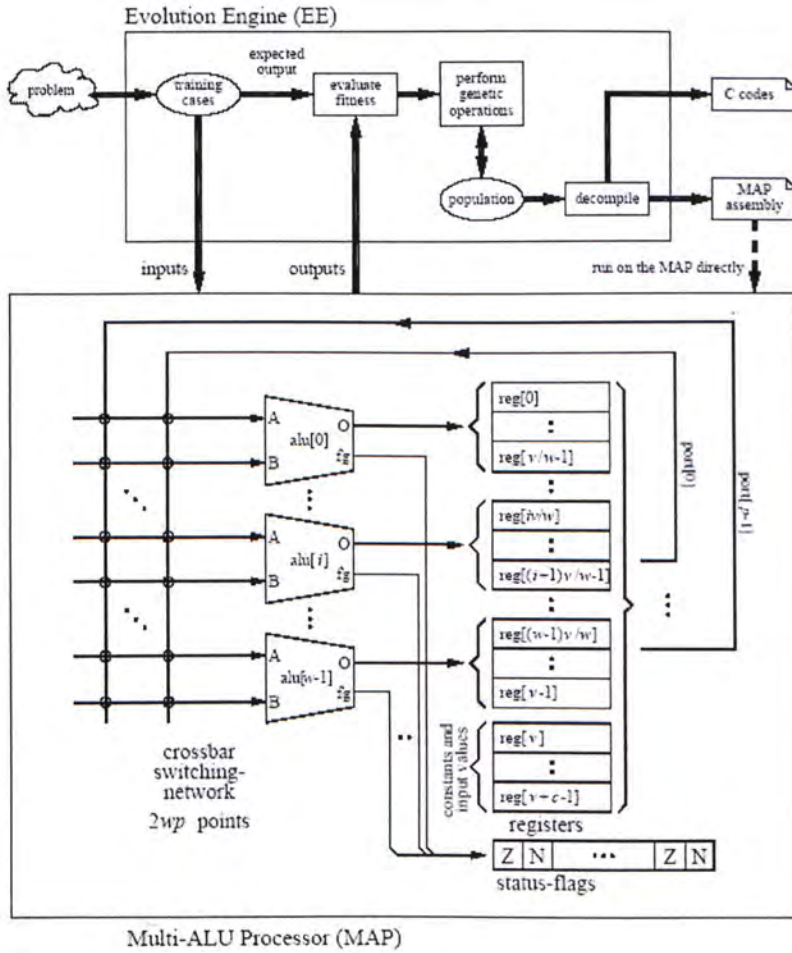 Evolution Engine (EE)
problem
training
cases
expected
output
evaluate
fitness
perform
genetic
operations
population
decompile
C codes
MAP
assembly
inputs
outputs
run on the MAP directly
A
B
alu[0]
O
A
B
alu[i]
O
A
B
alu[w-1]
O
reg[0]
reg[v/w-1]
reg[iv/w]
reg[(i+1)v/w-1]
reg[(w-1)v/w]
reg[v-1]
reg[v]
reg[v+c-1]
port[0]
port[p-1]
crossbar
switching-
network
2wp points
constants and
input values
registers
Z N ... Z N
status-flags
Multi-ALU Processor (MAP)